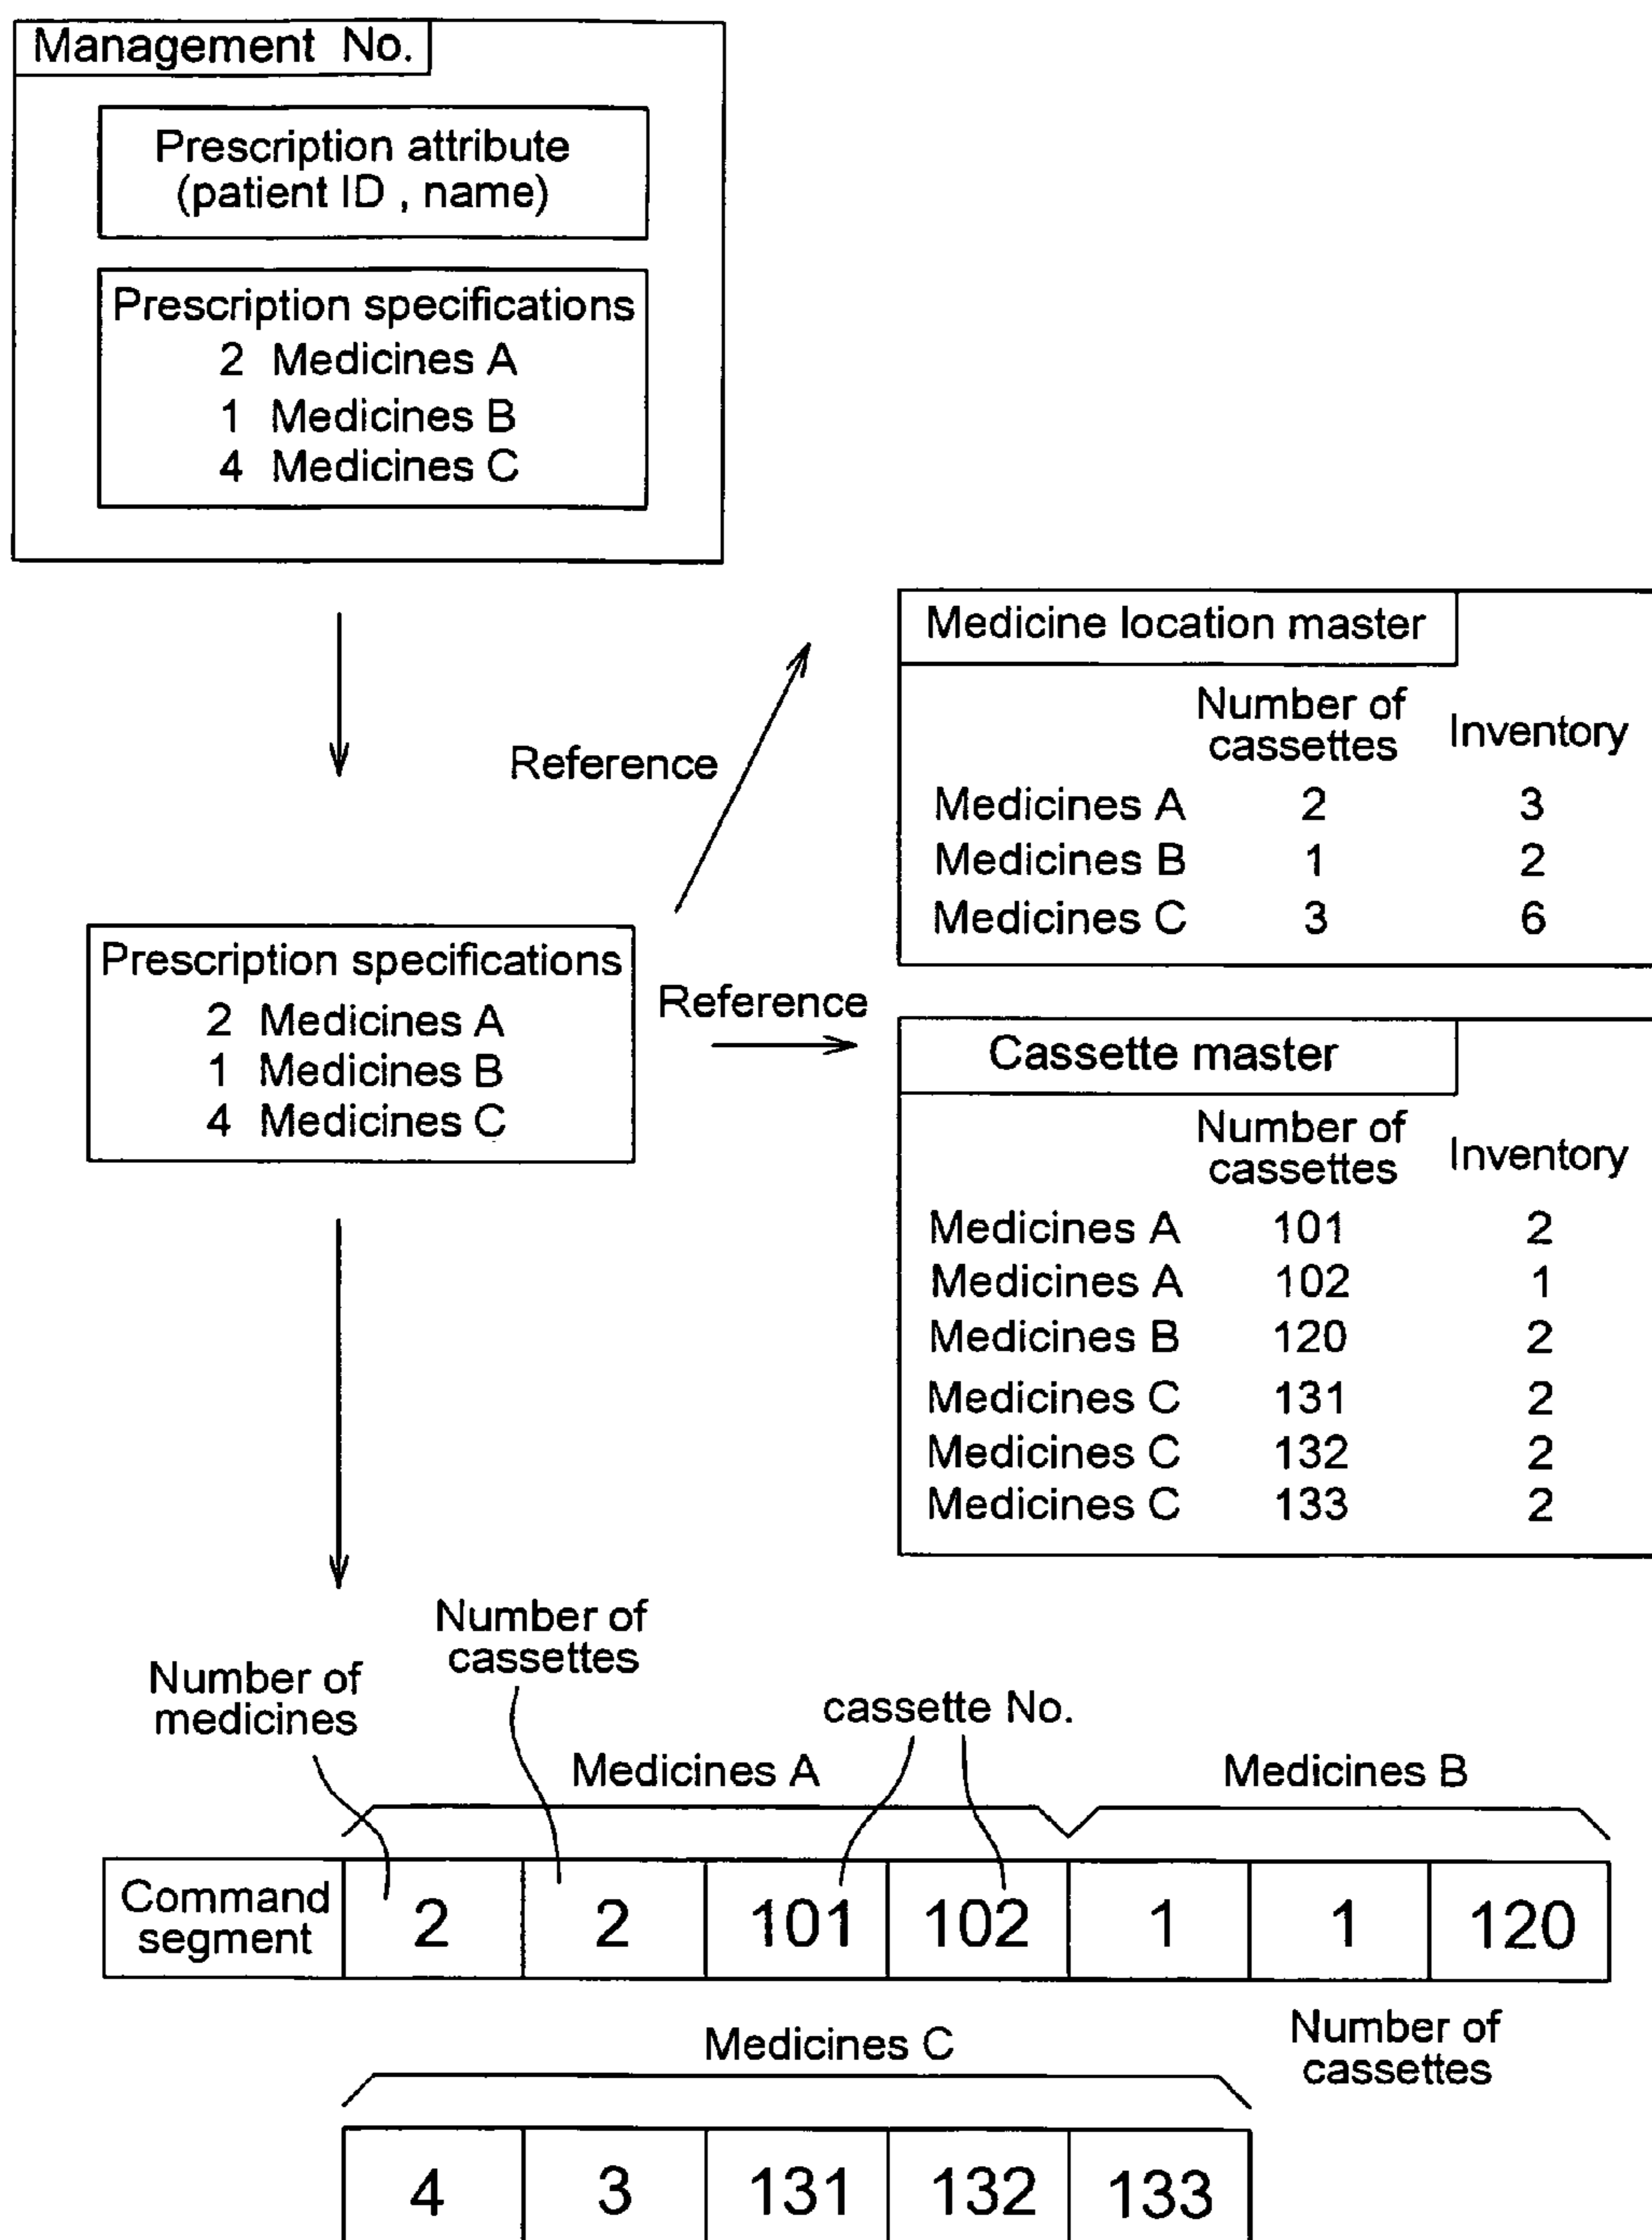 Management No.
Prescription attribute
(patient ID , name)
Prescription specifications
2 Medicines A
1 Medicines B
4 Medicines C
Reference
Medicine location master
Number of
cassettes
Inventory
Medicines A 2 3
Medicines B 1 2
Medicines C 3 6
Prescription specifications
2 Medicines A
1 Medicines B
4 Medicines C
Reference
Cassette master
Number of
cassettes
Inventory
Medicines A 101 2
Medicines A 102 1
Medicines B 120 2
Medicines C 131 2
Medicines C 132 2
Medicines C 133 2
Number of
medicines
Number of
cassettes
cassette No.
Medicines A
Medicines B
Command
segment
2 2 101 102 1 1 120
Medicines C
Number of
cassettes
4 3 131 132 133